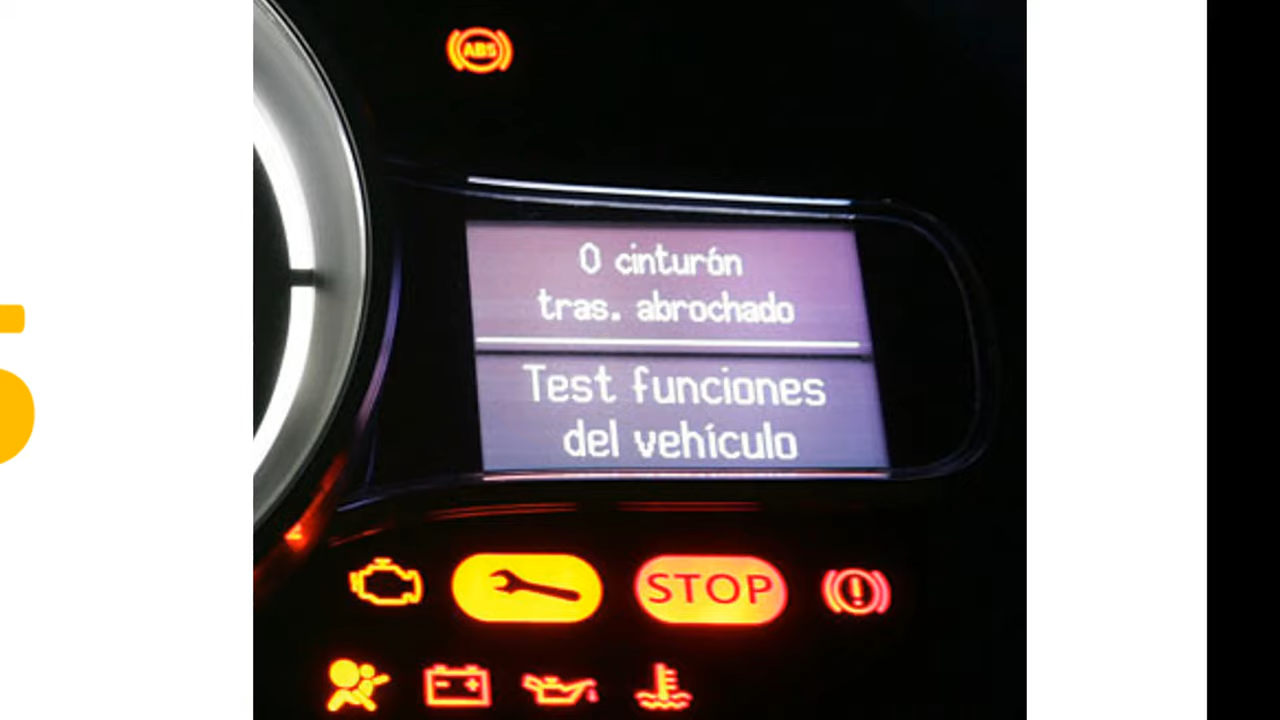 ABS
0 cinturón
tras. abrochado
Test funciones
del vehículo
STOP